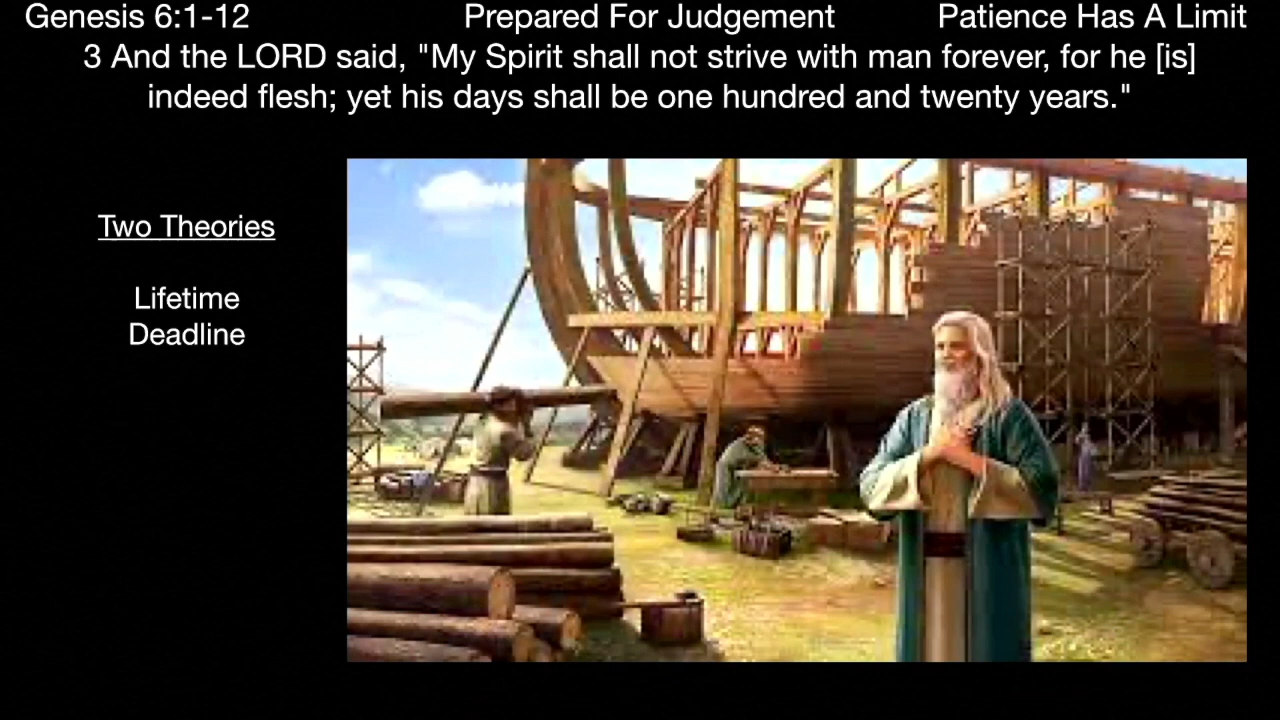 Genesis 6:1-12 Prepared For Judgement Patience Has A Limit
3 And the LORD said, "My Spirit shall not strive with man forever, for he [is]
indeed flesh; yet his days shall be one hundred and twenty years."
Two Theories
Lifetime
Deadline